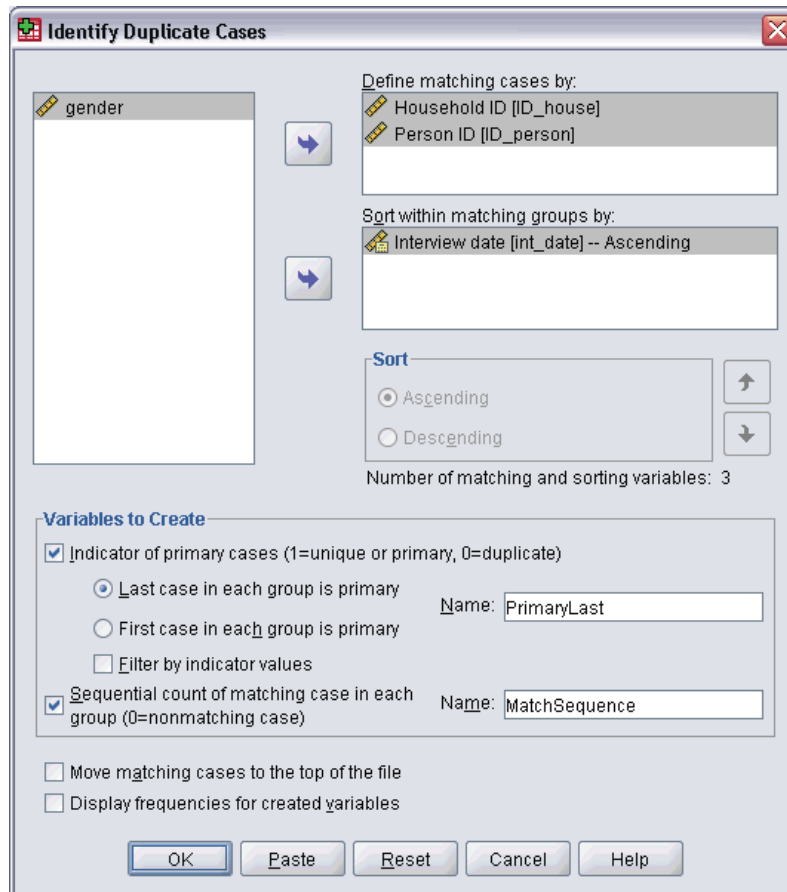 Identify Duplicate Cases
gender
Define matching cases by:
Household ID [ID_house]
Person ID [ID_person]
Sort within matching groups by:
Interview date [int_date] -- Ascending
Sort
Ascending
Descending
Number of matching and sorting variables: 3
Variables to Create
Indicator of primary cases (1=unique or primary, 0=duplicate)
Last case in each group is primary
First case in each group is primary
Name: PrimaryLast
Filter by indicator values
Sequential count of matching case in each
group (0=nonmatching case)
Name: MatchSequence
Move matching cases to the top of the file
Display frequencies for created variables
OK Paste Reset Cancel Help